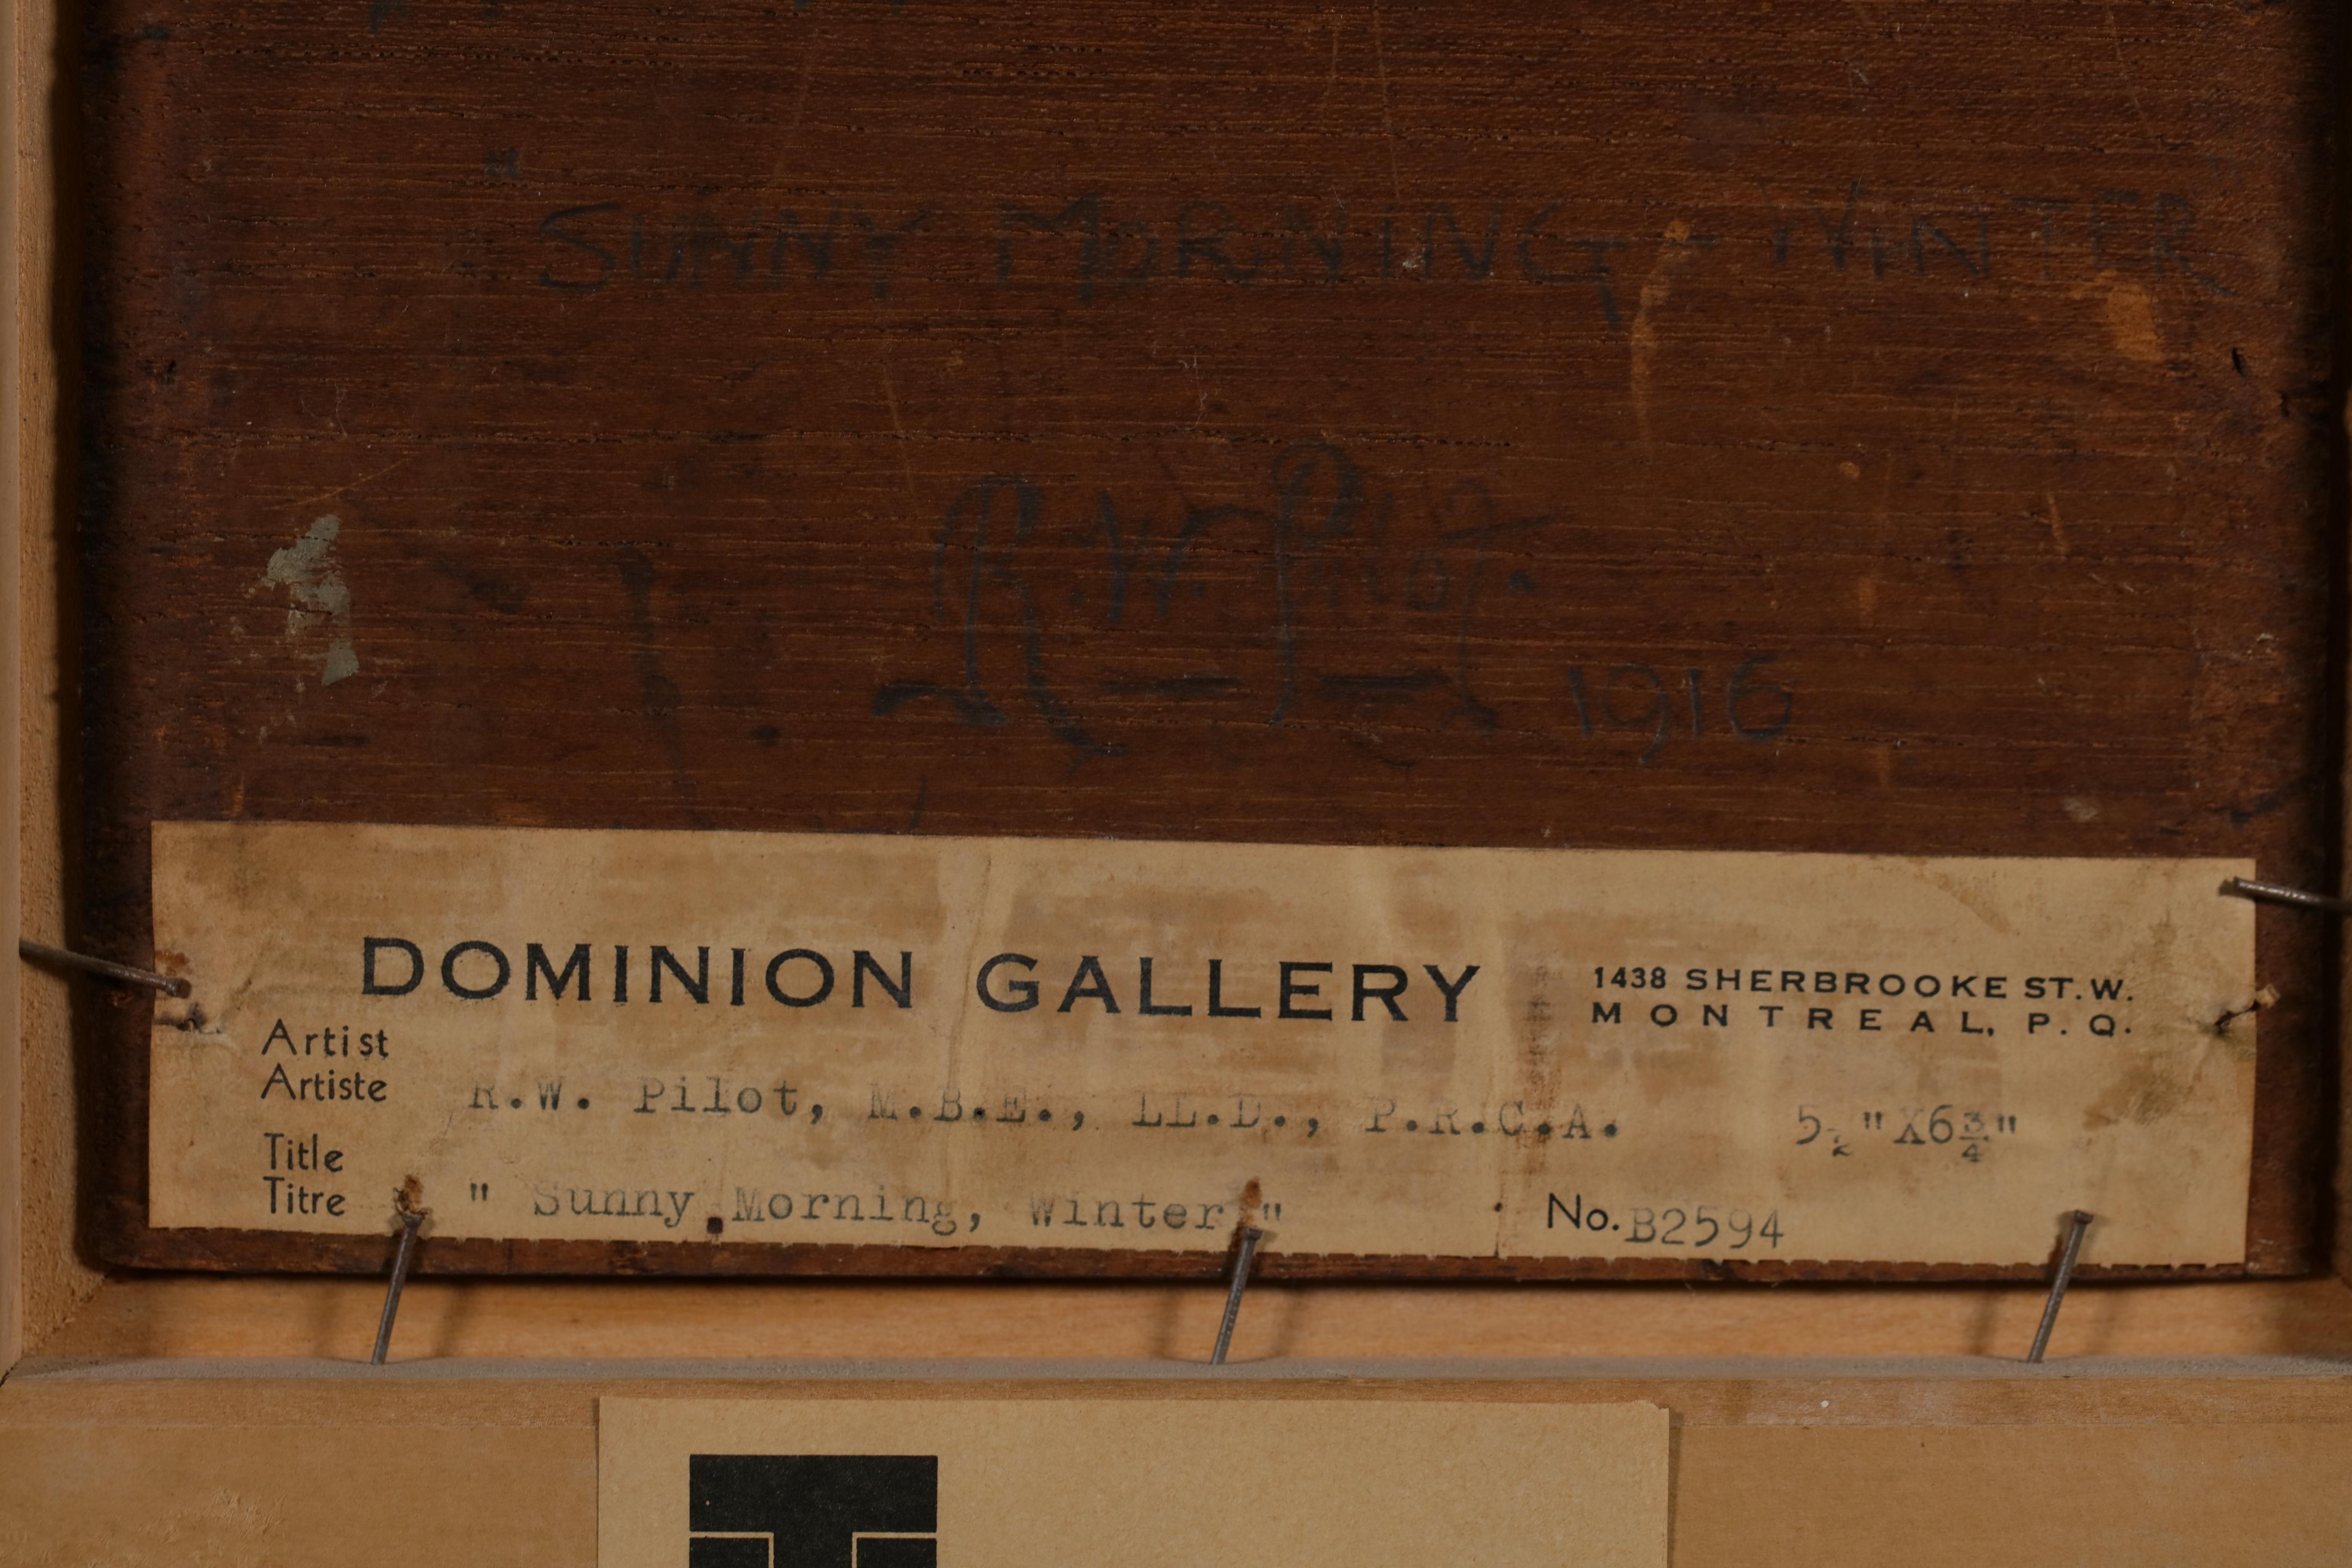 "SUNNY MORNING - WINTER"
R.W. Pilot.
1916
DOMINION GALLERY
1438 SHERBROOKE ST. W.
MONTREAL, P. Q.
Artist
Artiste R.W. Pilot, M.B.E., LL.D., P.R.C.A. 5½"X6¾"
Title
Titre " Sunny Morning, Winter " No. B2594